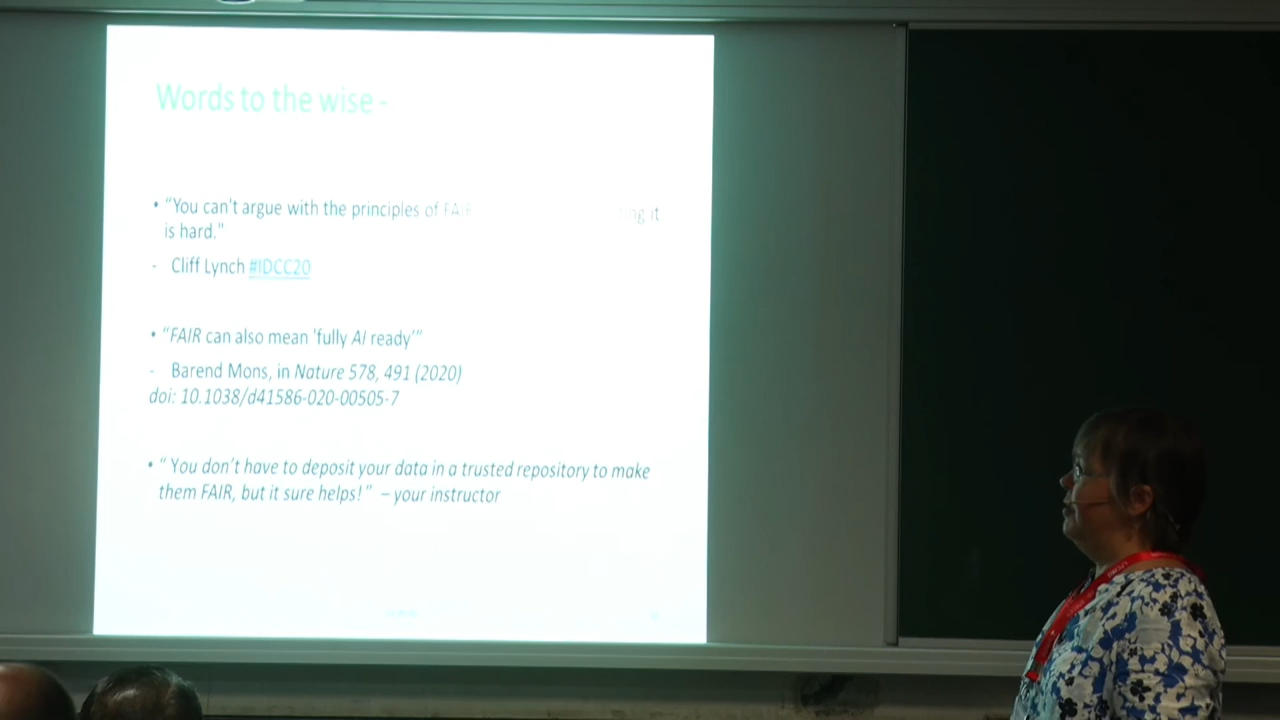 Words to the wise -
• "You can't argue with the principles of FAIR it
is hard."
- Cliff Lynch #IDCC20
• "FAIR can also mean 'fully AI ready'"
- Barend Mons, in Nature 578, 491 (2020)
doi: 10.1038/d41586-020-00505-7
• " You don't have to deposit your data in a trusted repository to make
them FAIR, but it sure helps! " – your instructor